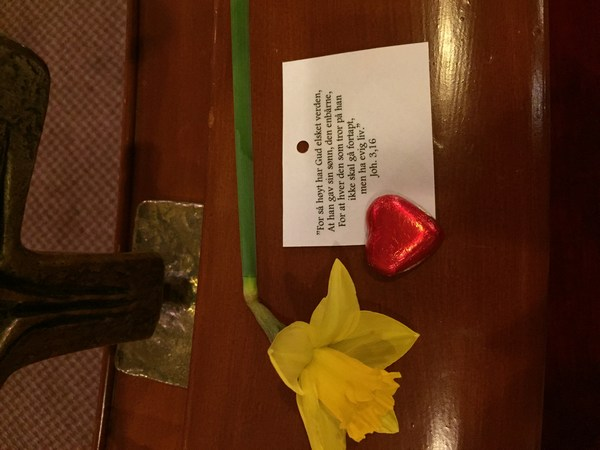 "For så høyt har Gud elsket verden,
At han gav sin sønn, den enbårne,
For at hver den som tror på han
ikke skal gå fortapt,
men ha evig liv."
Joh. 3,16